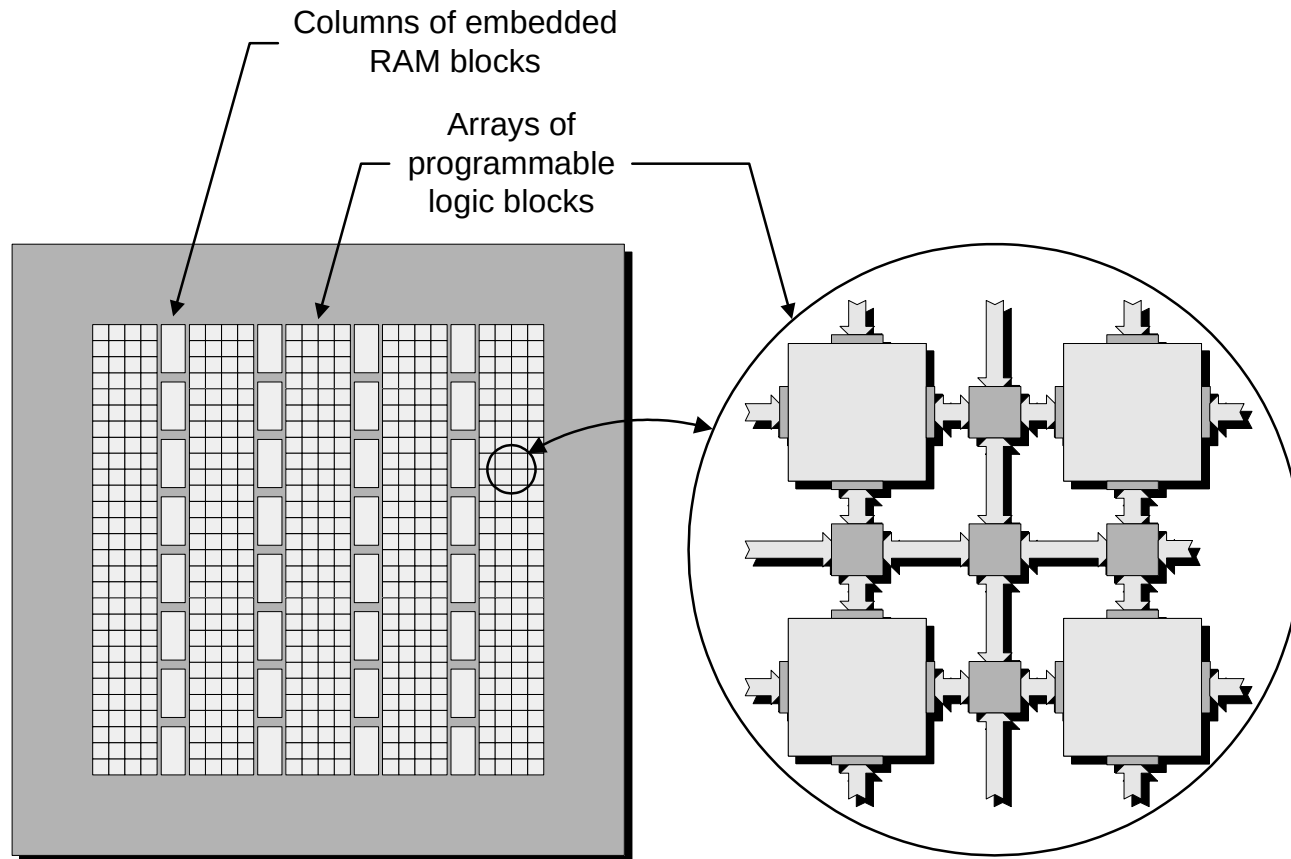 Columns of embedded
RAM blocks
Arrays of
programmable
logic blocks